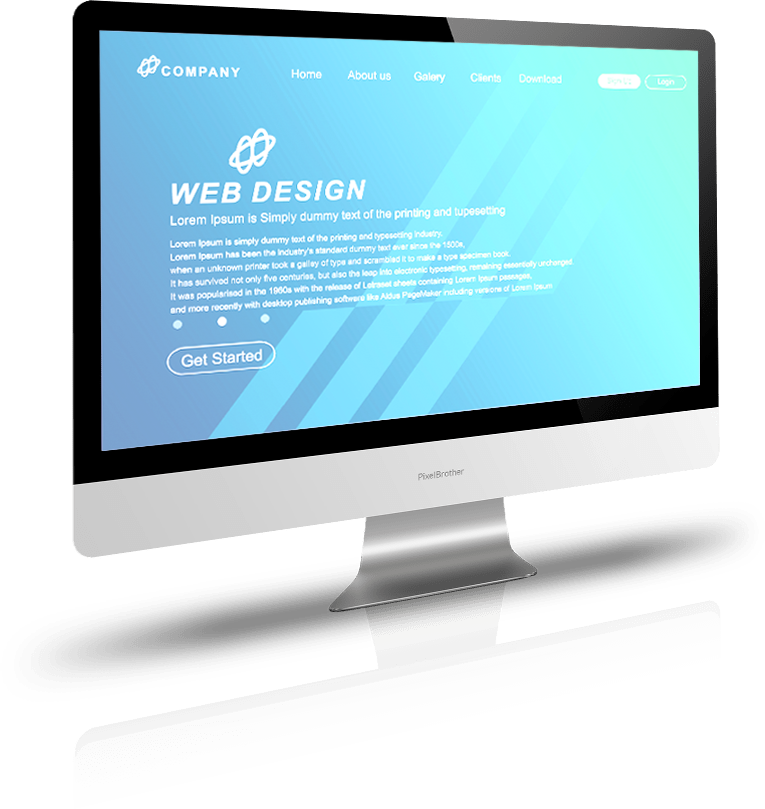 COMPANY
Home
About us
Galery
Clients
Download
Login
WEB DESIGN
Lorem Ipsum is Simply dummy text of the printing and tupesetting
Lorem Ipsum is simply dummy text of the printing and typesetting industry.
Lorem Ipsum has been the industry's standard dummy text ever since the 1500s,
when an unknown printer took a galley of type and scrambled it to make a type specimen book.
It has survived not only five centuries, but also the leap into electronic typesetting, remaining essentially unchanged.
It was popularised in the 1960s with the release of Letraset sheets containing Lorem Ipsum passages,
and more recently with desktop publishing software like Aldus PageMaker including versions of Lorem Ipsum
Get Started
PixelBrother